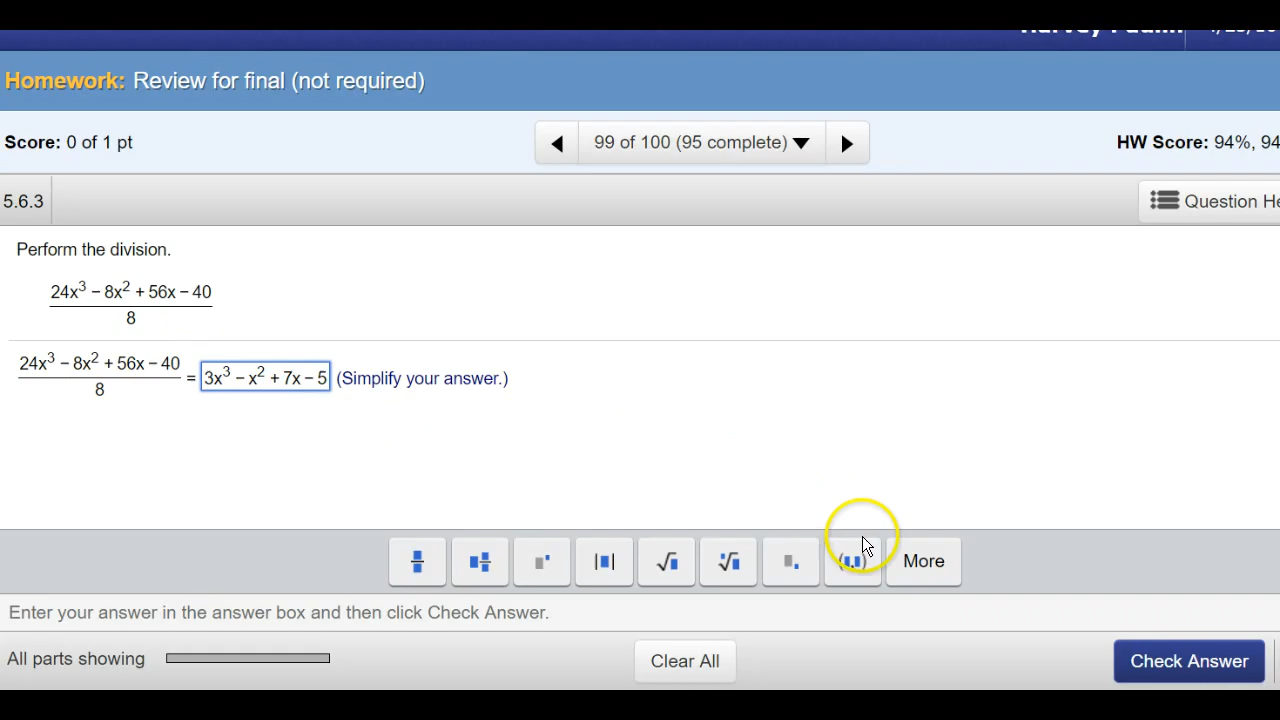 Homework: Review for final (not required)
Score: 0 of 1 pt
99 of 100 (95 complete)
HW Score: 94%, 94
5.6.3
Question He
Perform the division.
24x³ − 8x² + 56x − 40
8
24x³ − 8x² + 56x − 40
8
= 3x³ − x² + 7x − 5 (Simplify your answer.)
More
Enter your answer in the answer box and then click Check Answer.
All parts showing
Clear All
Check Answer